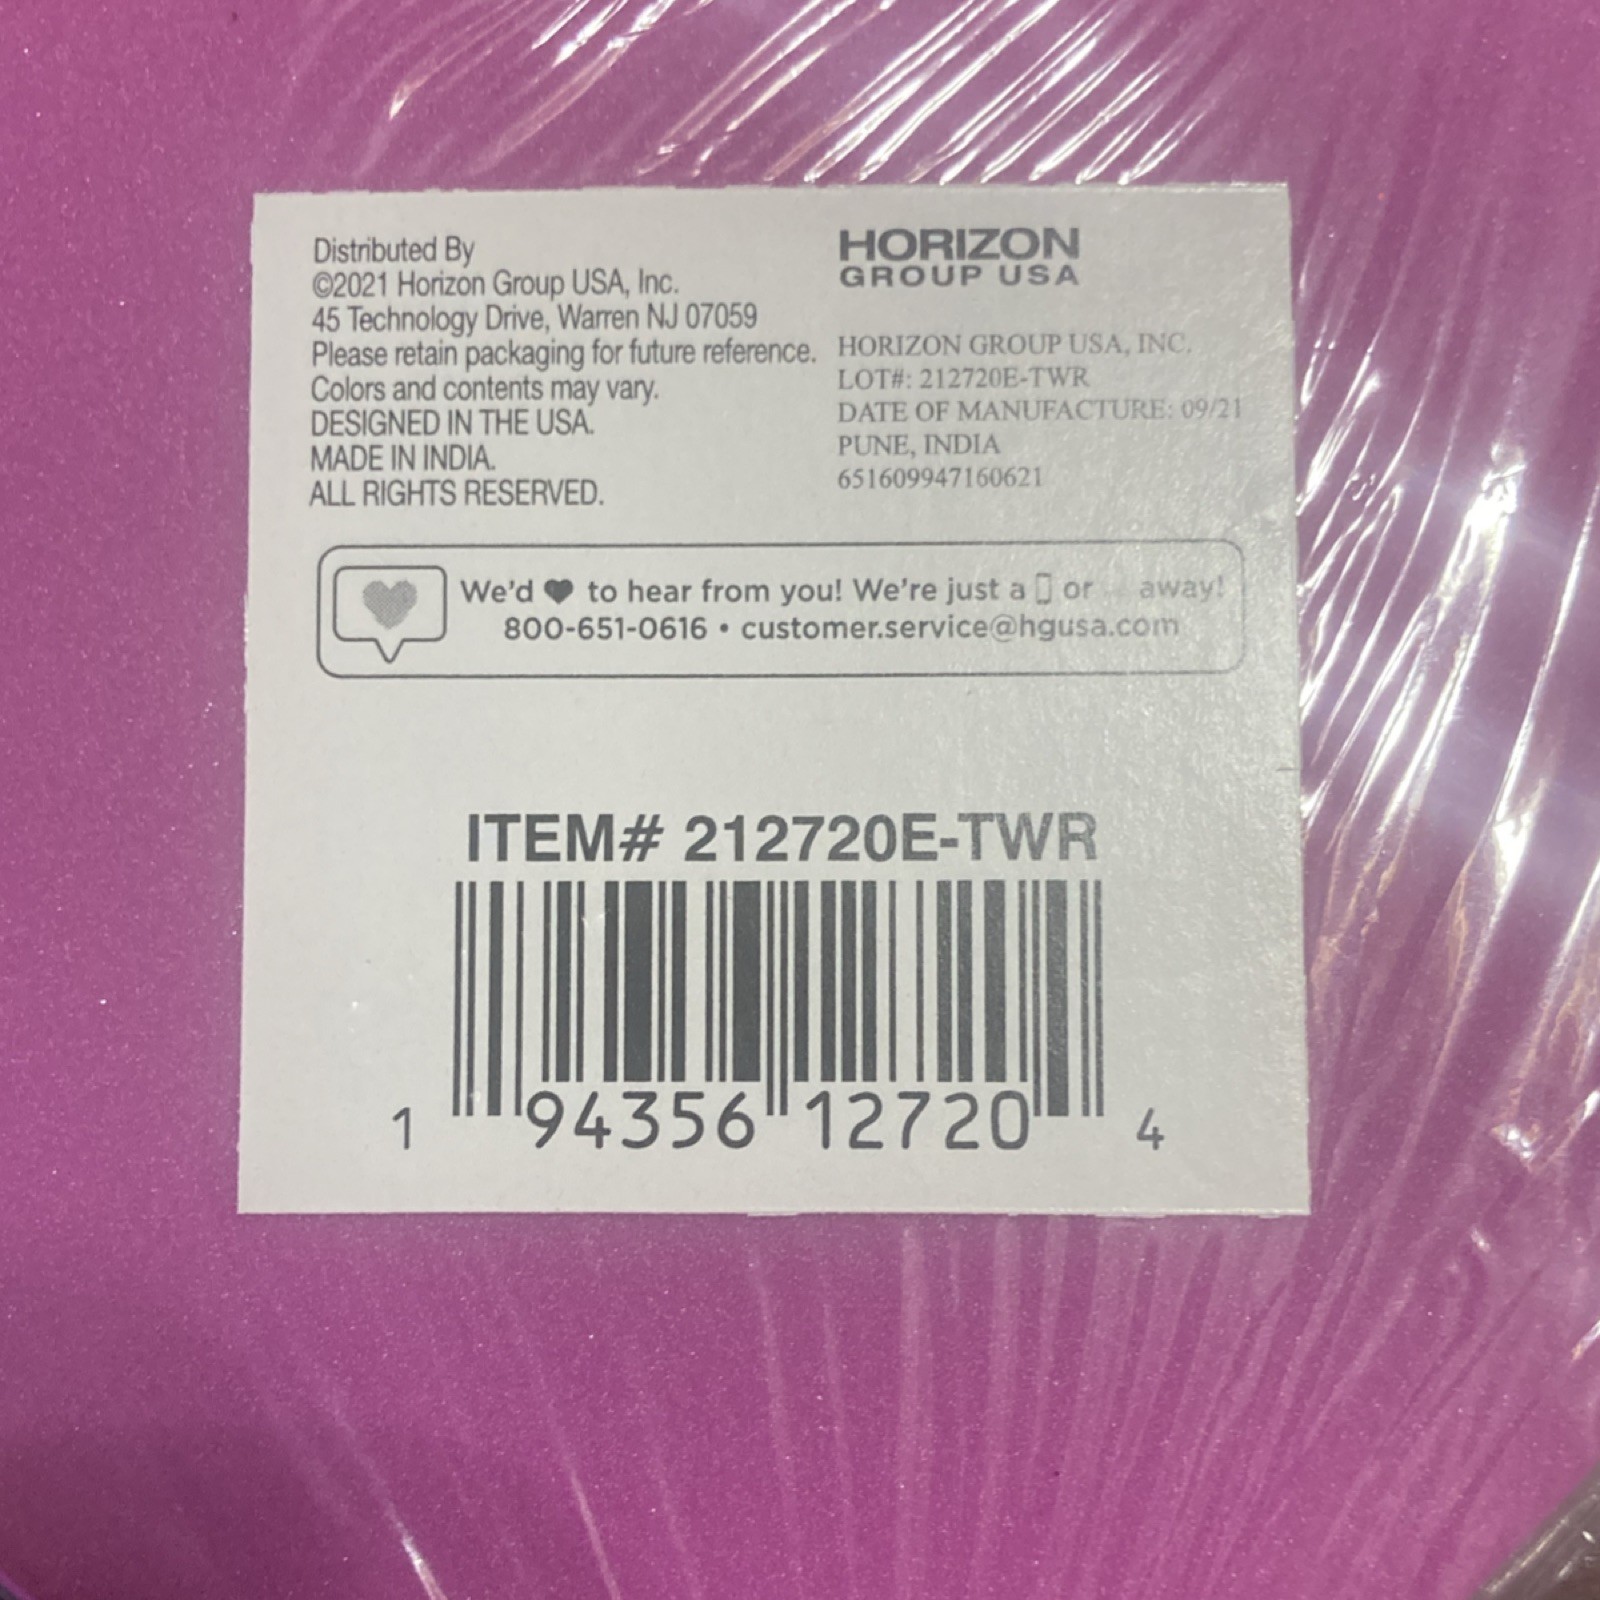 Distributed By
©2021 Horizon Group USA, Inc.
45 Technology Drive, Warren NJ 07059
Please retain packaging for future reference.
Colors and contents may vary.
DESIGNED IN THE USA.
MADE IN INDIA.
ALL RIGHTS RESERVED.
HORIZON
GROUP USA
HORIZON GROUP USA, INC.
LOT#: 212720E-TWR
DATE OF MANUFACTURE: 09/21
PUNE, INDIA
651609947160621
We'd ♥ to hear from you! We're just a or away!
800-651-0616 • customer.service@hgusa.com
ITEM# 212720E-TWR
1 94356 12720 4